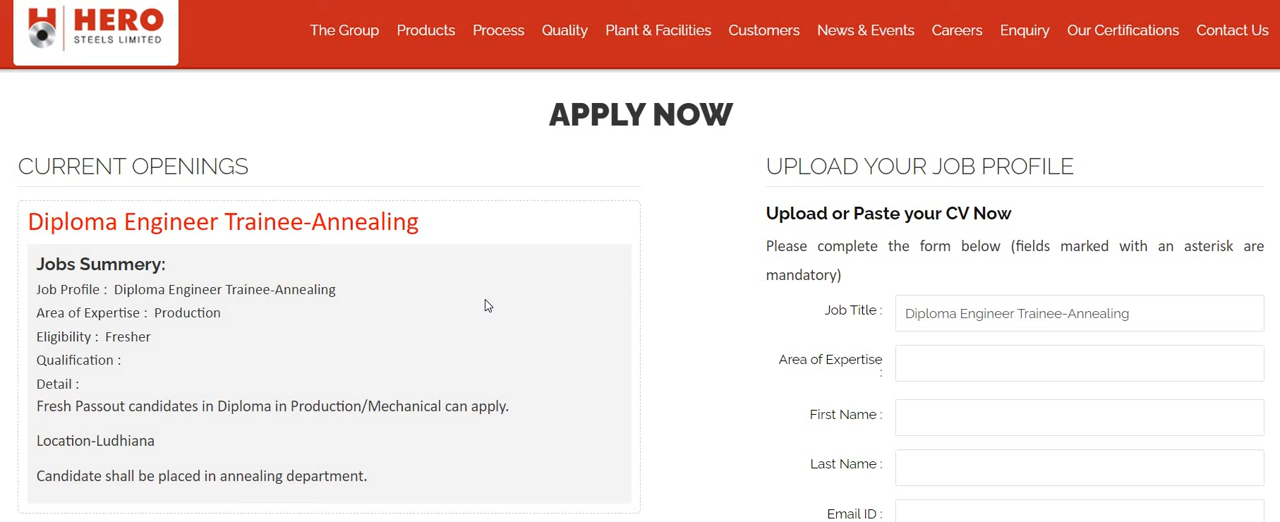 HERO
STEELS LIMITED
The Group Products Process Quality Plant & Facilities Customers News & Events Careers Enquiry Our Certifications Contact Us
APPLY NOW
CURRENT OPENINGS
Diploma Engineer Trainee-Annealing
Jobs Summery:
Job Profile : Diploma Engineer Trainee-Annealing
Area of Expertise : Production
Eligibility : Fresher
Qualification :
Detail :
Fresh Passout candidates in Diploma in Production/Mechanical can apply.
Location-Ludhiana
Candidate shall be placed in annealing department.
UPLOAD YOUR JOB PROFILE
Upload or Paste your CV Now
Please complete the form below (fields marked with an asterisk are
mandatory)
Job Title : Diploma Engineer Trainee-Annealing
Area of Expertise
:
First Name :
Last Name :
Email ID :